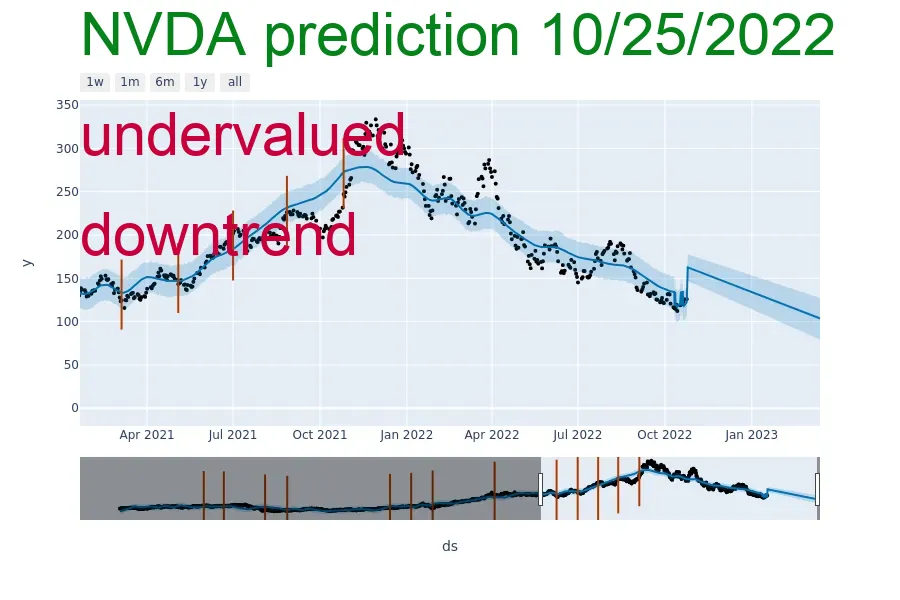 NVDA prediction 10/25/2022
1w 1m 6m 1y all
350
undervalued
300
250
downtrend
200
y
150
100
50
0
Apr 2021 Jul 2021 Oct 2021 Jan 2022 Apr 2022 Jul 2022 Oct 2022 Jan 2023
ds